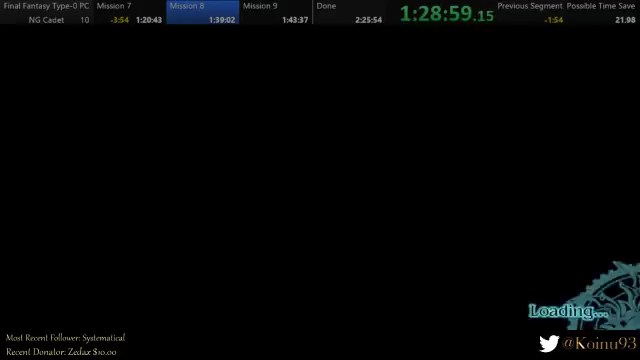 Final Fantasy Type-0 PC Mission 7 Mission 8 Mission 9 Done 1:28:59.15 Previous Segment Possible Time Save
NG Cadet 10 -3:54 1:20:43 1:39:02 1:43:37 2:25:54 -1:54 21.98
Loading...
Most Recent Follower: Systematical
Recent Donator: Zedax $10.00
@Koinu93